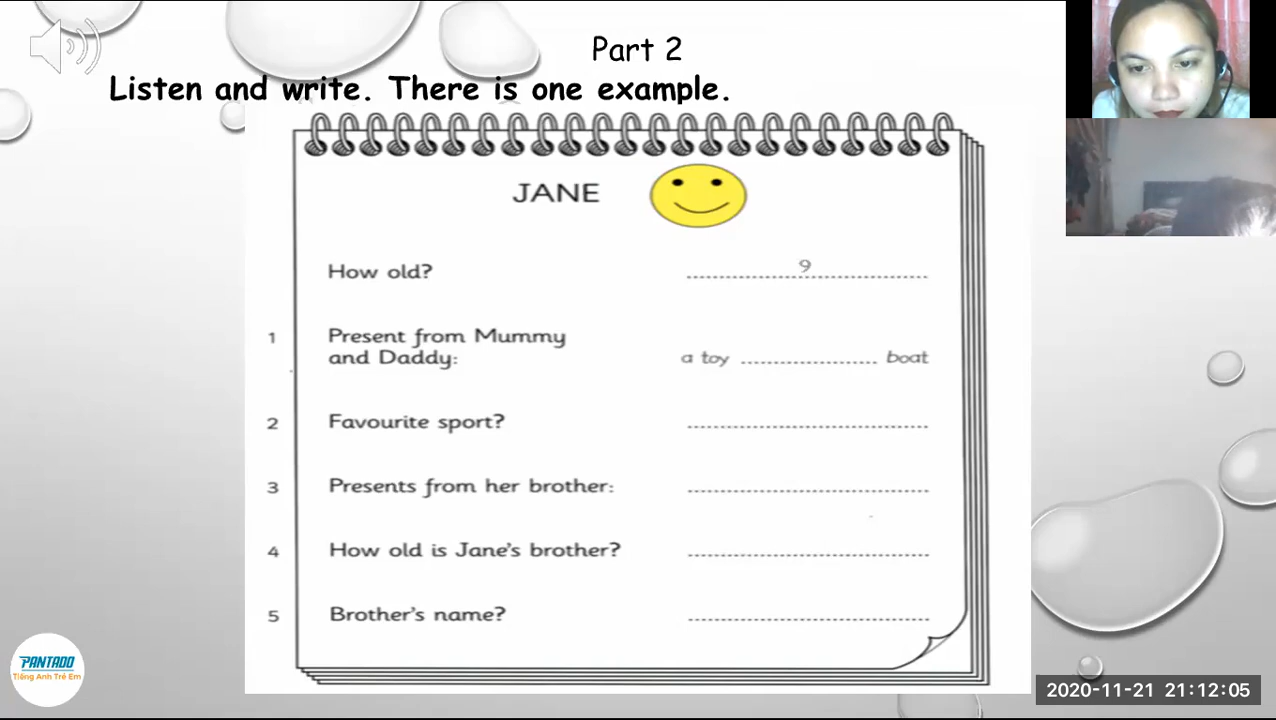 Part 2
Listen and write. There is one example.
JANE
How old? 9
1 Present from Mummy
and Daddy: a toy .................... boat
2 Favourite sport?
3 Presents from her brother:
4 How old is Jane's brother?
5 Brother's name?
PANTADO
Tiếng Anh Trẻ Em
2020-11-21 21:12:05